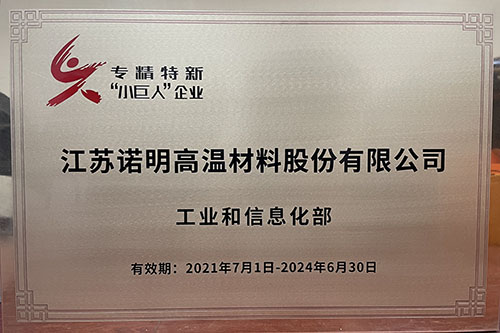 专精特新
“小巨人”企业
江苏诺明高温材料股份有限公司
工业和信息化部
有效期：2021年7月1日-2024年6月30日